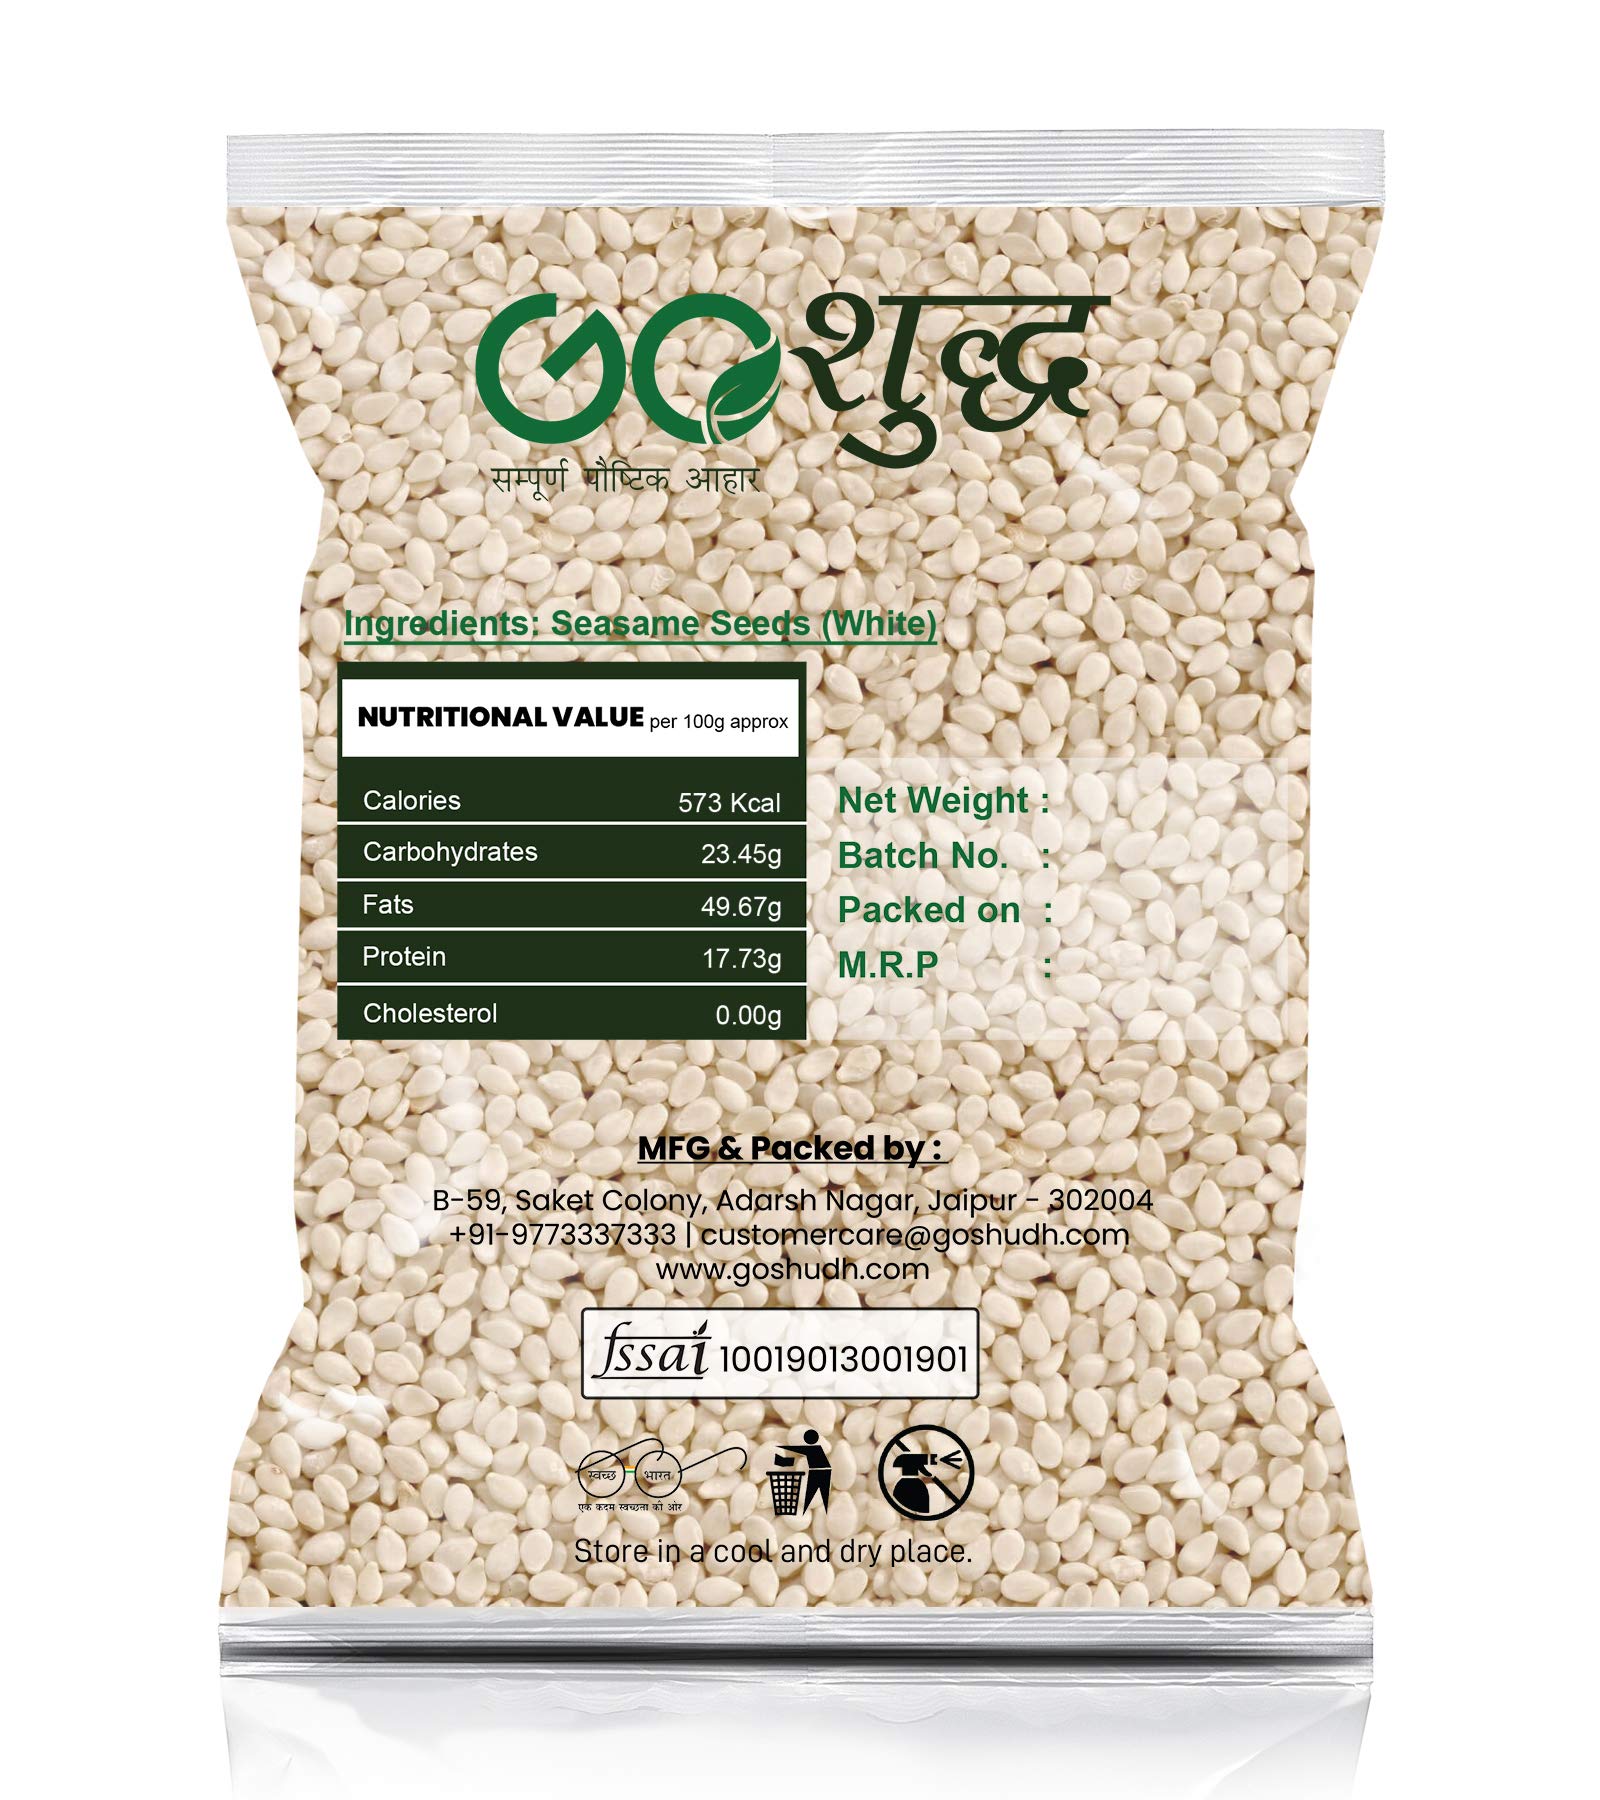 GO शुद्ध
सम्पूर्ण पौष्टिक आहार
Ingredients: Seasame Seeds (White)
NUTRITIONAL VALUE per 100g approx
Calories 573 Kcal
Carbohydrates 23.45g
Fats 49.67g
Protein 17.73g
Cholesterol 0.00g
Net Weight :
Batch No. :
Packed on :
M.R.P :
MFG & Packed by :
B-59, Saket Colony, Adarsh Nagar, Jaipur - 302004
+91-9773337333 | customercare@goshudh.com
www.goshudh.com
fssai 10019013001901
स्वच्छ भारत
एक कदम स्वच्छता की ओर
Store in a cool and dry place.